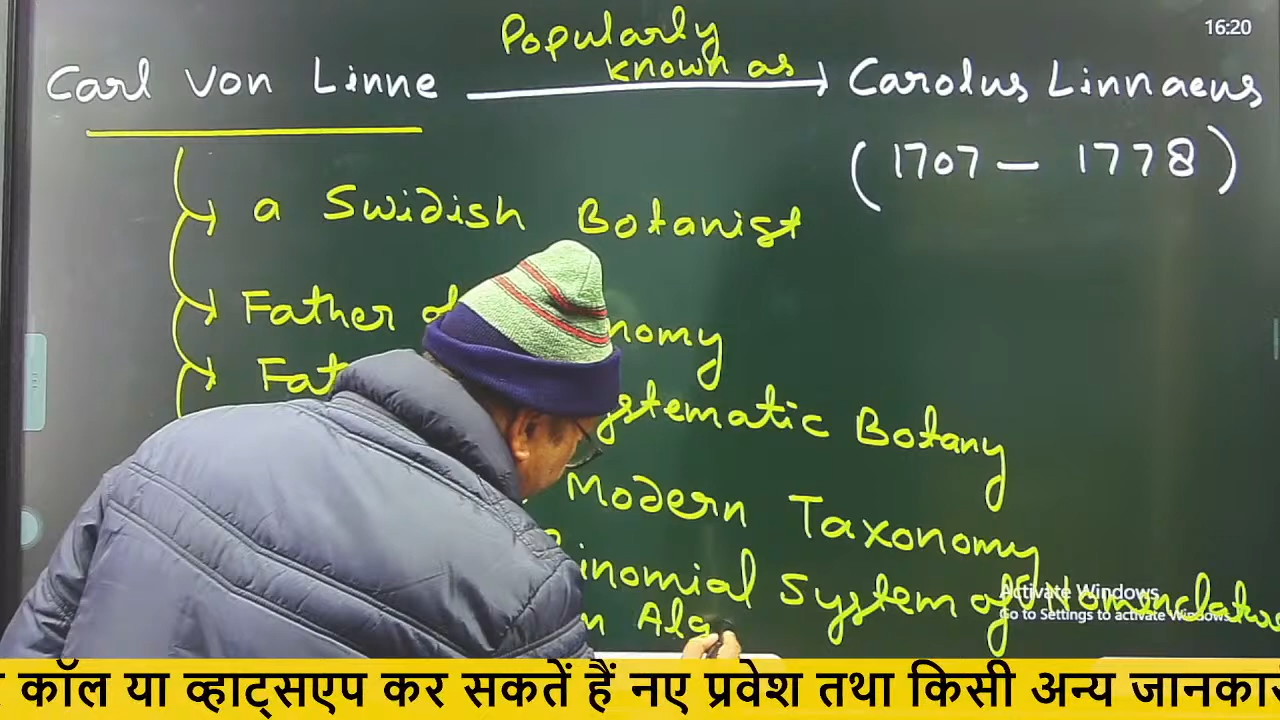 16:20
Popularly
known as
Carl Von Linne → Carolus Linnaeus
(1707 – 1778)
a Swidish Botanist
Father of nomy
Fat ystematic Botany
Modern Taxonomy
inomial System of Nomenclature
n Alg
Activate Windows
Go to Settings to activate Windows.
कॉल या व्हाट्सएप कर सकतें हैं नए प्रवेश तथा किसी अन्य जानका